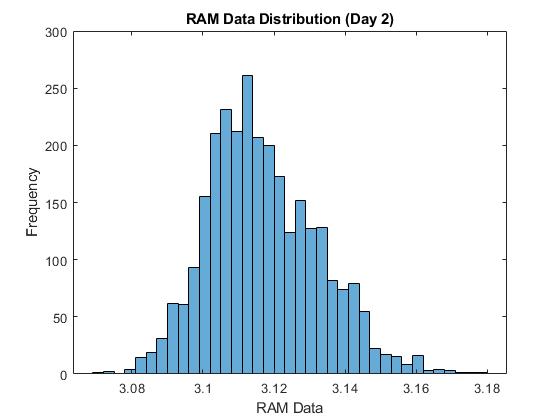 RAM Data Distribution (Day 2)
300
250
200
150
100
50
0
Frequency
3.08 3.1 3.12 3.14 3.16 3.18
RAM Data